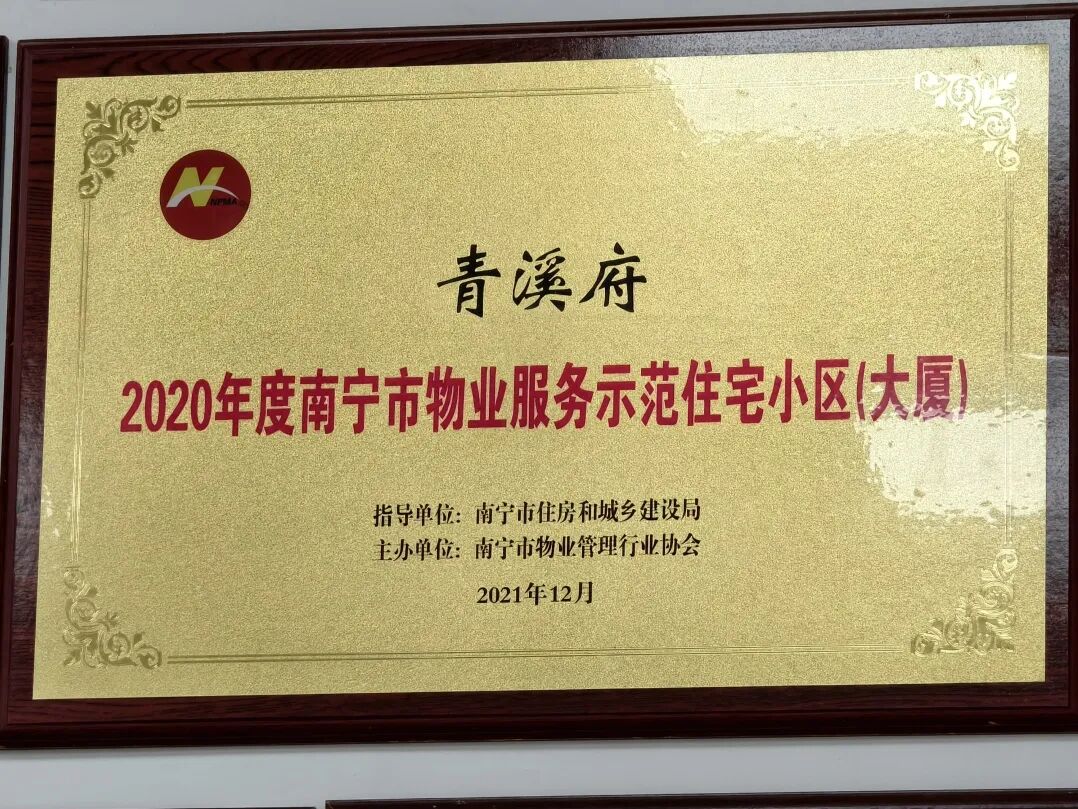 NPMA
青溪府
2020年度南宁市物业服务示范住宅小区(大厦)
指导单位：南宁市住房和城乡建设局
主办单位：南宁市物业管理行业协会
2021年12月